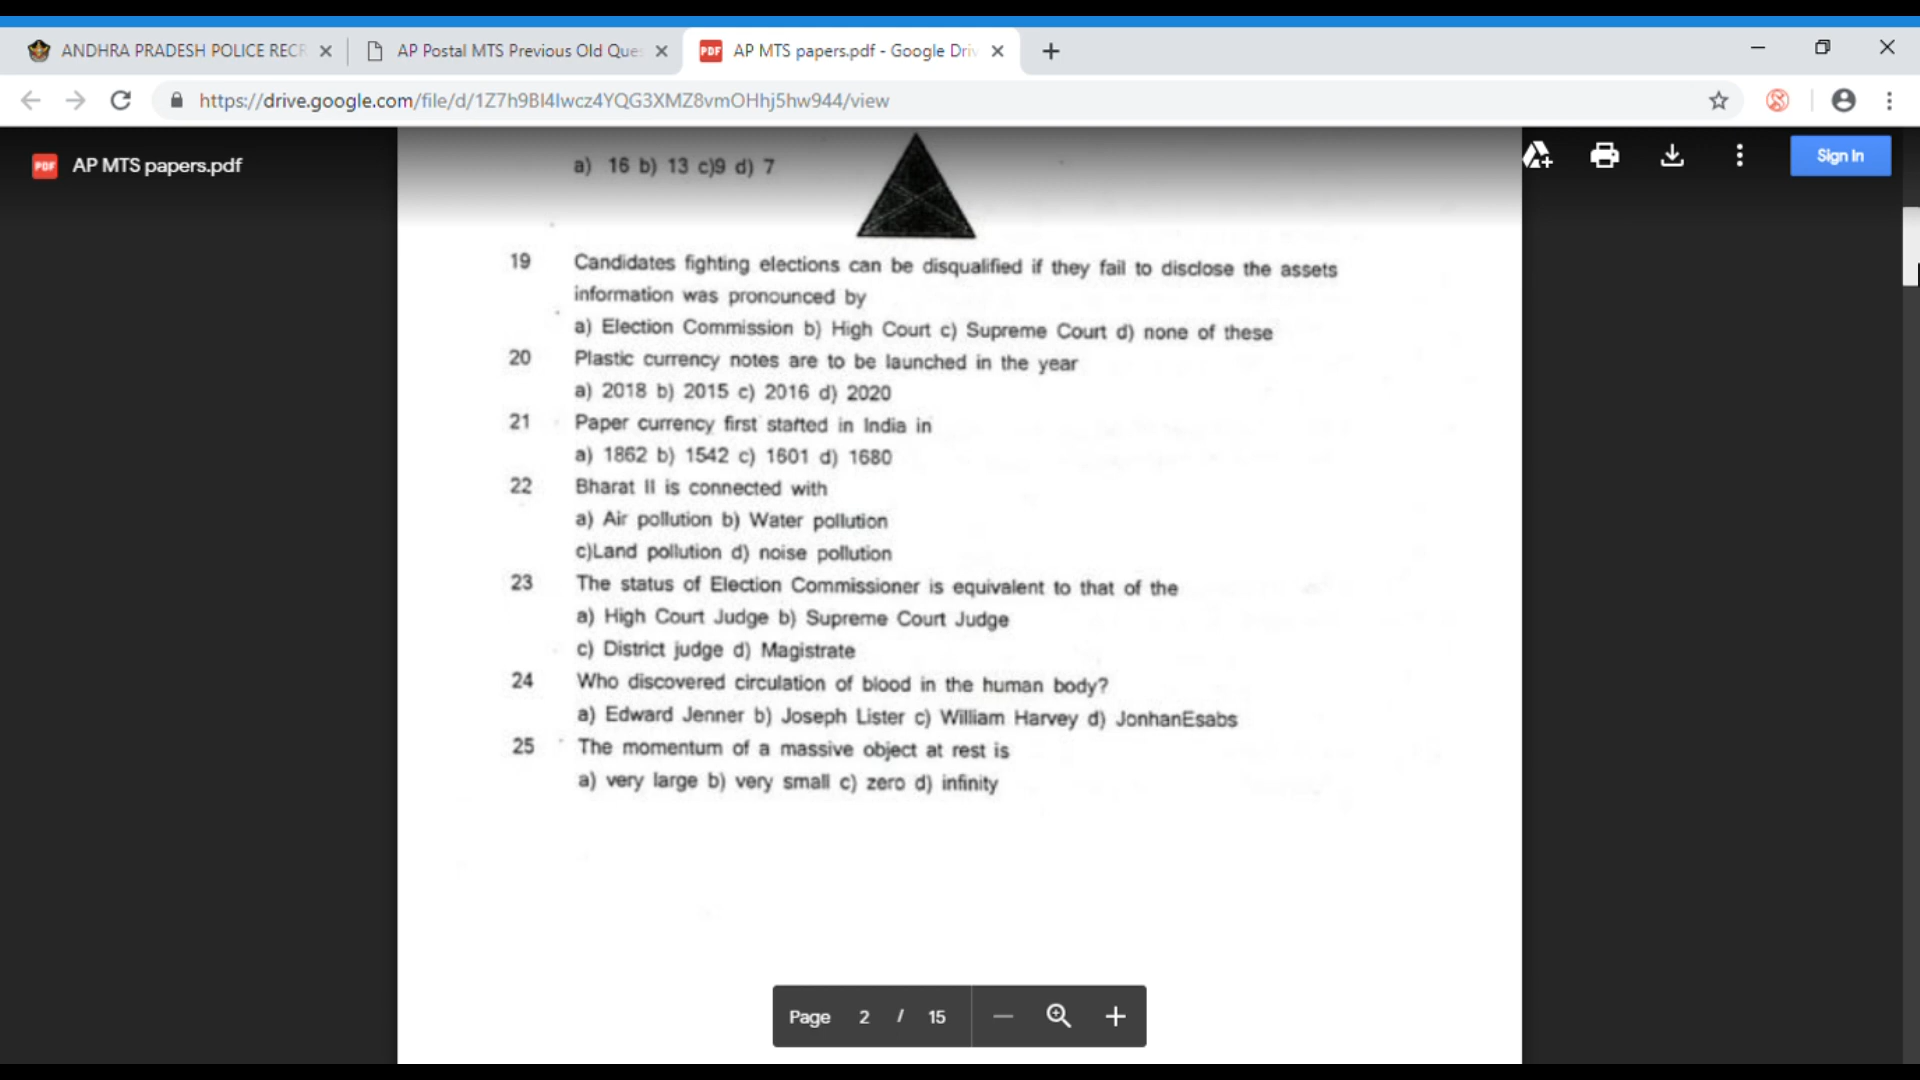 ANDHRA PRADESH POLICE RECR
AP Postal MTS Previous Old Ques
PDF AP MTS papers.pdf - Google Driv
https://drive.google.com/file/d/1Z7h9BI4Iwcz4YQG3XMZ8vmOHhj5hw944/view
PDF AP MTS papers.pdf
Sign In
a) 16 b) 13 c)9 d) 7
19 Candidates fighting elections can be disqualified if they fail to disclose the assets
information was pronounced by
a) Election Commission b) High Court c) Supreme Court d) none of these
20 Plastic currency notes are to be launched in the year
a) 2018 b) 2015 c) 2016 d) 2020
21 Paper currency first started in India in
a) 1862 b) 1542 c) 1601 d) 1680
22 Bharat II is connected with
a) Air pollution b) Water pollution
c)Land pollution d) noise pollution
23 The status of Election Commissioner is equivalent to that of the
a) High Court Judge b) Supreme Court Judge
c) District judge d) Magistrate
24 Who discovered circulation of blood in the human body?
a) Edward Jenner b) Joseph Lister c) William Harvey d) JonhanEsabs
25 The momentum of a massive object at rest is
a) very large b) very small c) zero d) infinity
Page 2 / 15